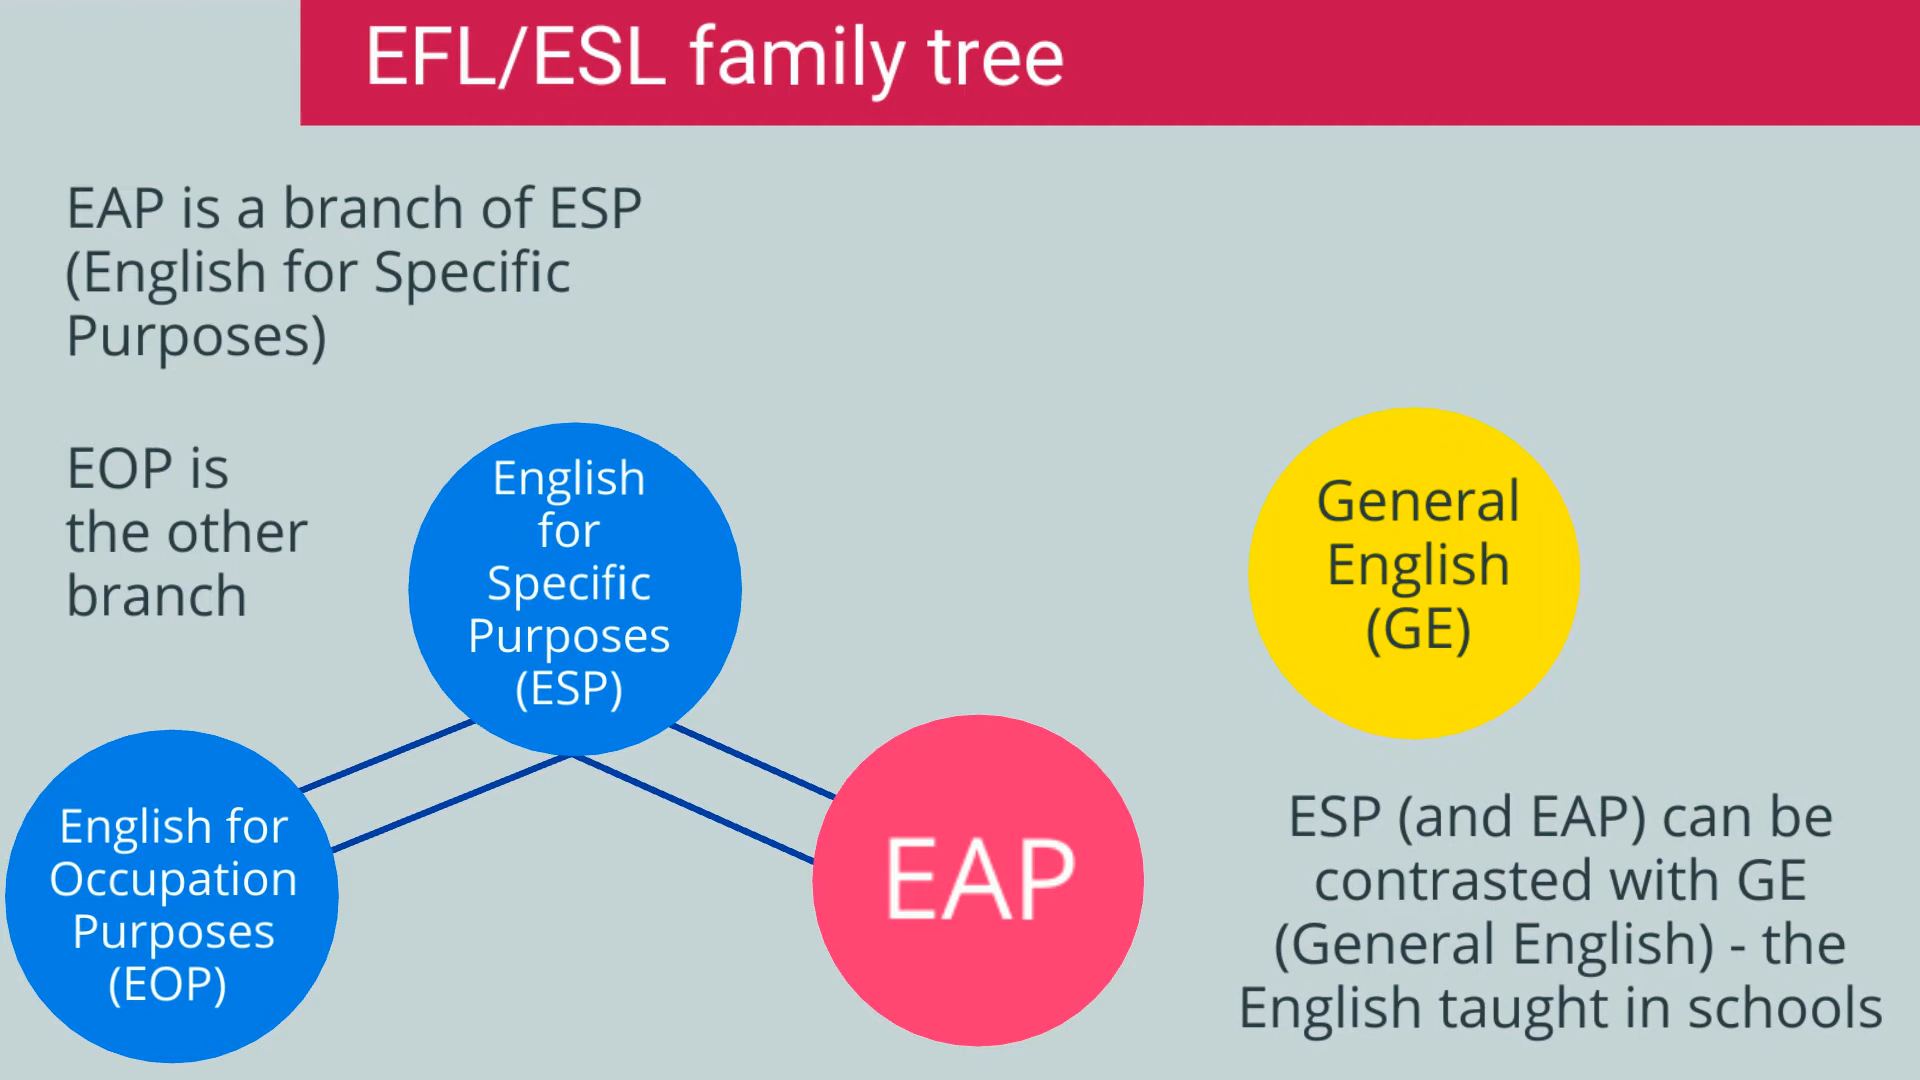 EFL/ESL family tree
EAP is a branch of ESP
(English for Specific
Purposes)
EOP is
the other
branch
English
for
Specific
Purposes
(ESP)
General
English
(GE)
English for
Occupation
Purposes
(EOP)
EAP
ESP (and EAP) can be
contrasted with GE
(General English) - the
English taught in schools